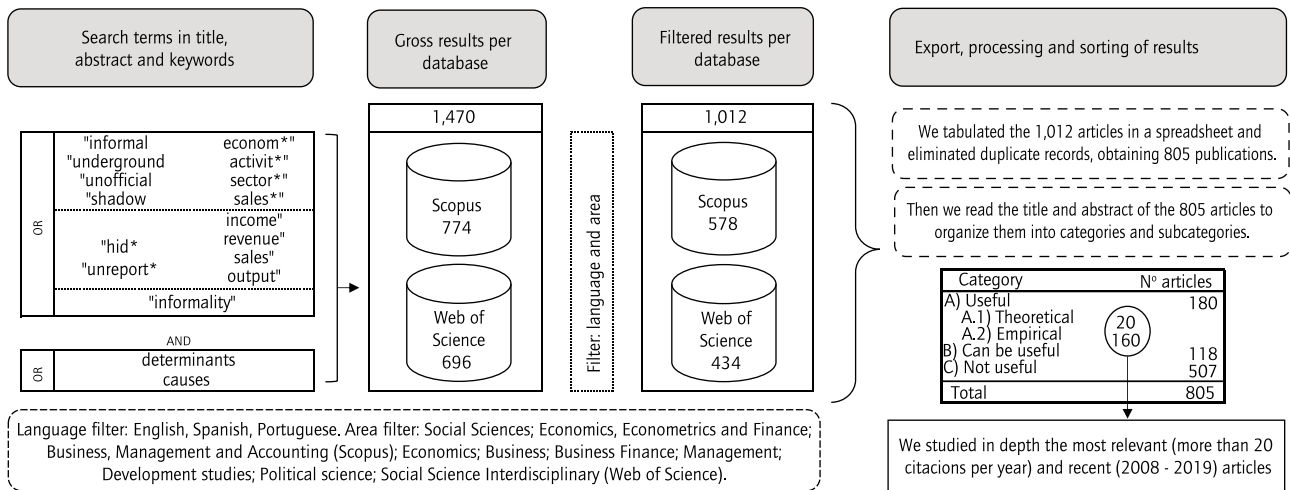 Search terms in title,
abstract and keywords
Gross results per
database
Filtered results per
database
Export, processing and sorting of results
"informal econom*"
"underground activit*"
"unofficial sector*"
"shadow sales*"
OR
"hid*
"unreport*
income"
revenue"
sales"
output"
"informality"
AND
OR
determinants
causes
1,470
Scopus
774
Web of
Science
696
Filter: language and area
1,012
Scopus
578
Web of
Science
434
We tabulated the 1,012 articles in a spreadsheet and
eliminated duplicate records, obtaining 805 publications.
Then we read the title and abstract of the 805 articles to
organize them into categories and subcategories.
Category Nº articles
A) Useful 180
A.1) Theoretical 20
A.2) Empirical 160
B) Can be useful 118
C) Not useful 507
Total 805
We studied in depth the most relevant (more than 20
citacions per year) and recent (2008 - 2019) articles
Language filter: English, Spanish, Portuguese. Area filter: Social Sciences; Economics, Econometrics and Finance;
Business, Management and Accounting (Scopus); Economics; Business; Business Finance; Management;
Development studies; Political science; Social Science Interdisciplinary (Web of Science).